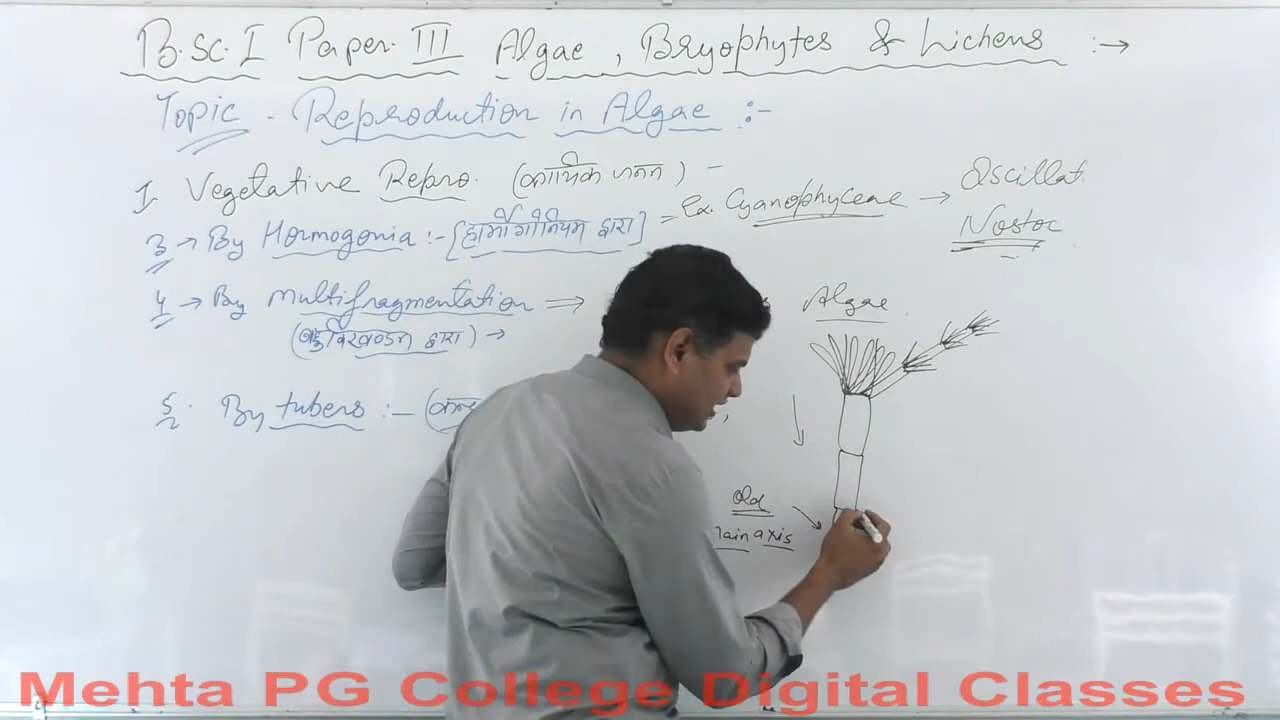 B.Sc. I Paper. III Algae, Bryophytes & Lichens :→
Topic - Reproduction in Algae :-
I. Vegetative Repro. (कायिक जनन) -
3 → By Hormogonia :- [हार्मोगोनियम द्वारा] = Ex. Cyanophyceae → Oscillat
Nostoc
4 → By Multifragmentation ⇒
Algae
(बहुविखण्डन द्वारा) →
5. By tubers :- (कन्द
Old
main axis
Mehta PG College Digital Classes